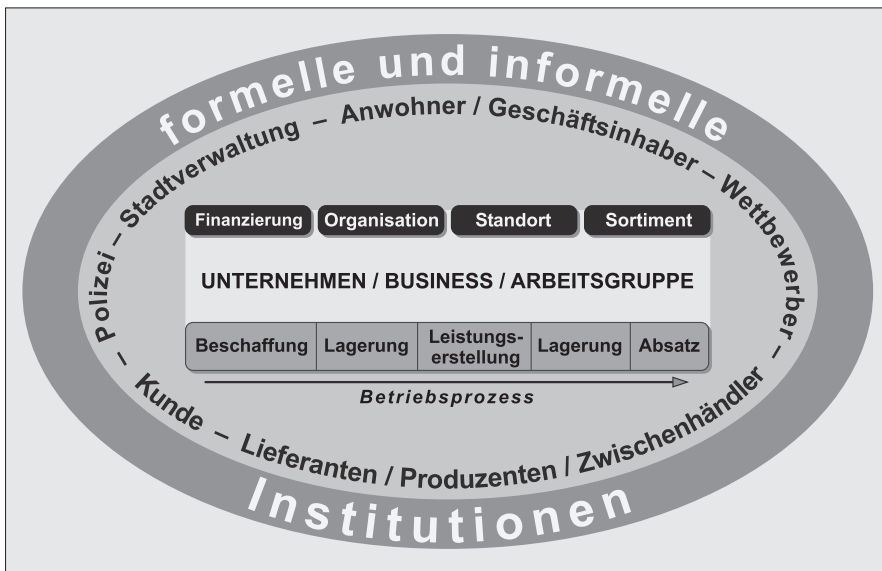 formelle und informelle
– Polizei – Stadtverwaltung – Anwohner / Geschäftsinhaber – Wettbewerber –
Finanzierung Organisation Standort Sortiment
UNTERNEHMEN / BUSINESS / ARBEITSGRUPPE
Beschaffung Lagerung Leistungs-
erstellung Lagerung Absatz
Betriebsprozess
Kunde – Lieferanten / Produzenten / Zwischenhändler
Institutionen